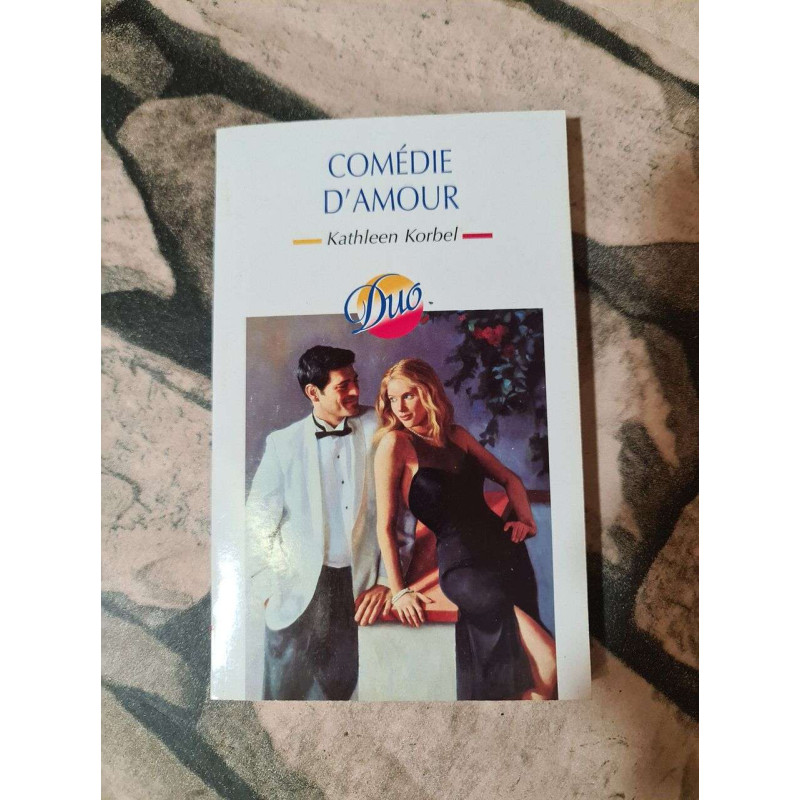 COMÉDIE
D'AMOUR
Kathleen Korbel
Duo